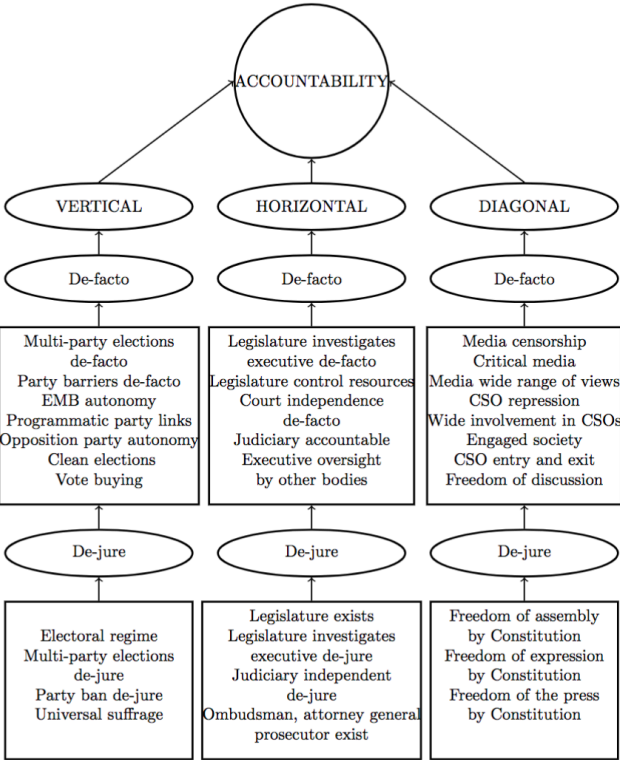 ACCOUNTABILITY
VERTICAL
HORIZONTAL
DIAGONAL
De-facto
De-facto
De-facto
Multi-party elections
de-facto
Party barriers de-facto
EMB autonomy
Programmatic party links
Opposition party autonomy
Clean elections
Vote buying
Legislature investigates
executive de-facto
Legislature control resources
Court independence
de-facto
Judiciary accountable
Executive oversight
by other bodies
Media censorship
Critical media
Media wide range of views
CSO repression
Wide involvement in CSOs
Engaged society
CSO entry and exit
Freedom of discussion
De-jure
De-jure
De-jure
Electoral regime
Multi-party elections
de-jure
Party ban de-jure
Universal suffrage
Legislature exists
Legislature investigates
executive de-jure
Judiciary independent
de-jure
Ombudsman, attorney general
prosecutor exist
Freedom of assembly
by Constitution
Freedom of expression
by Constitution
Freedom of the press
by Constitution